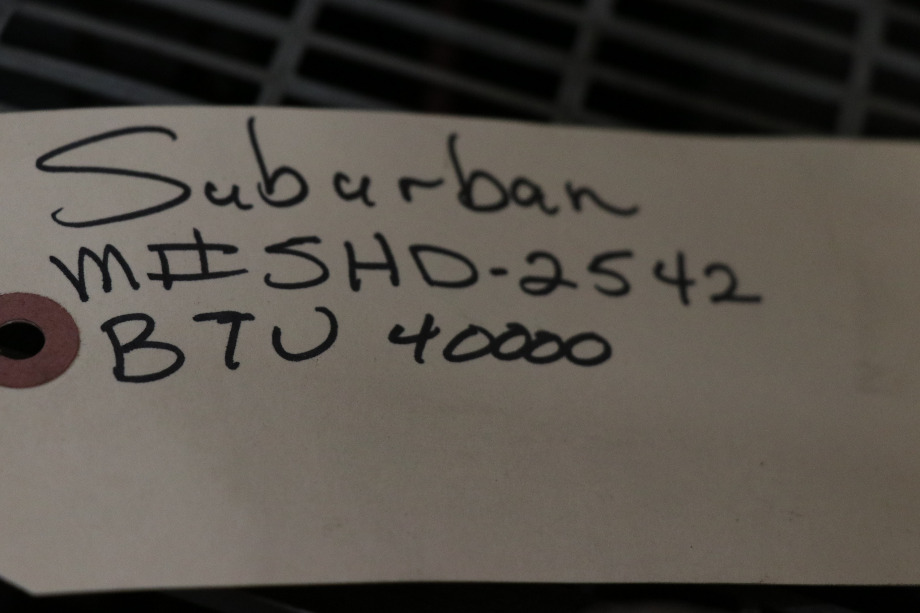 Suburban
M# SHD-2542
BTU 40000